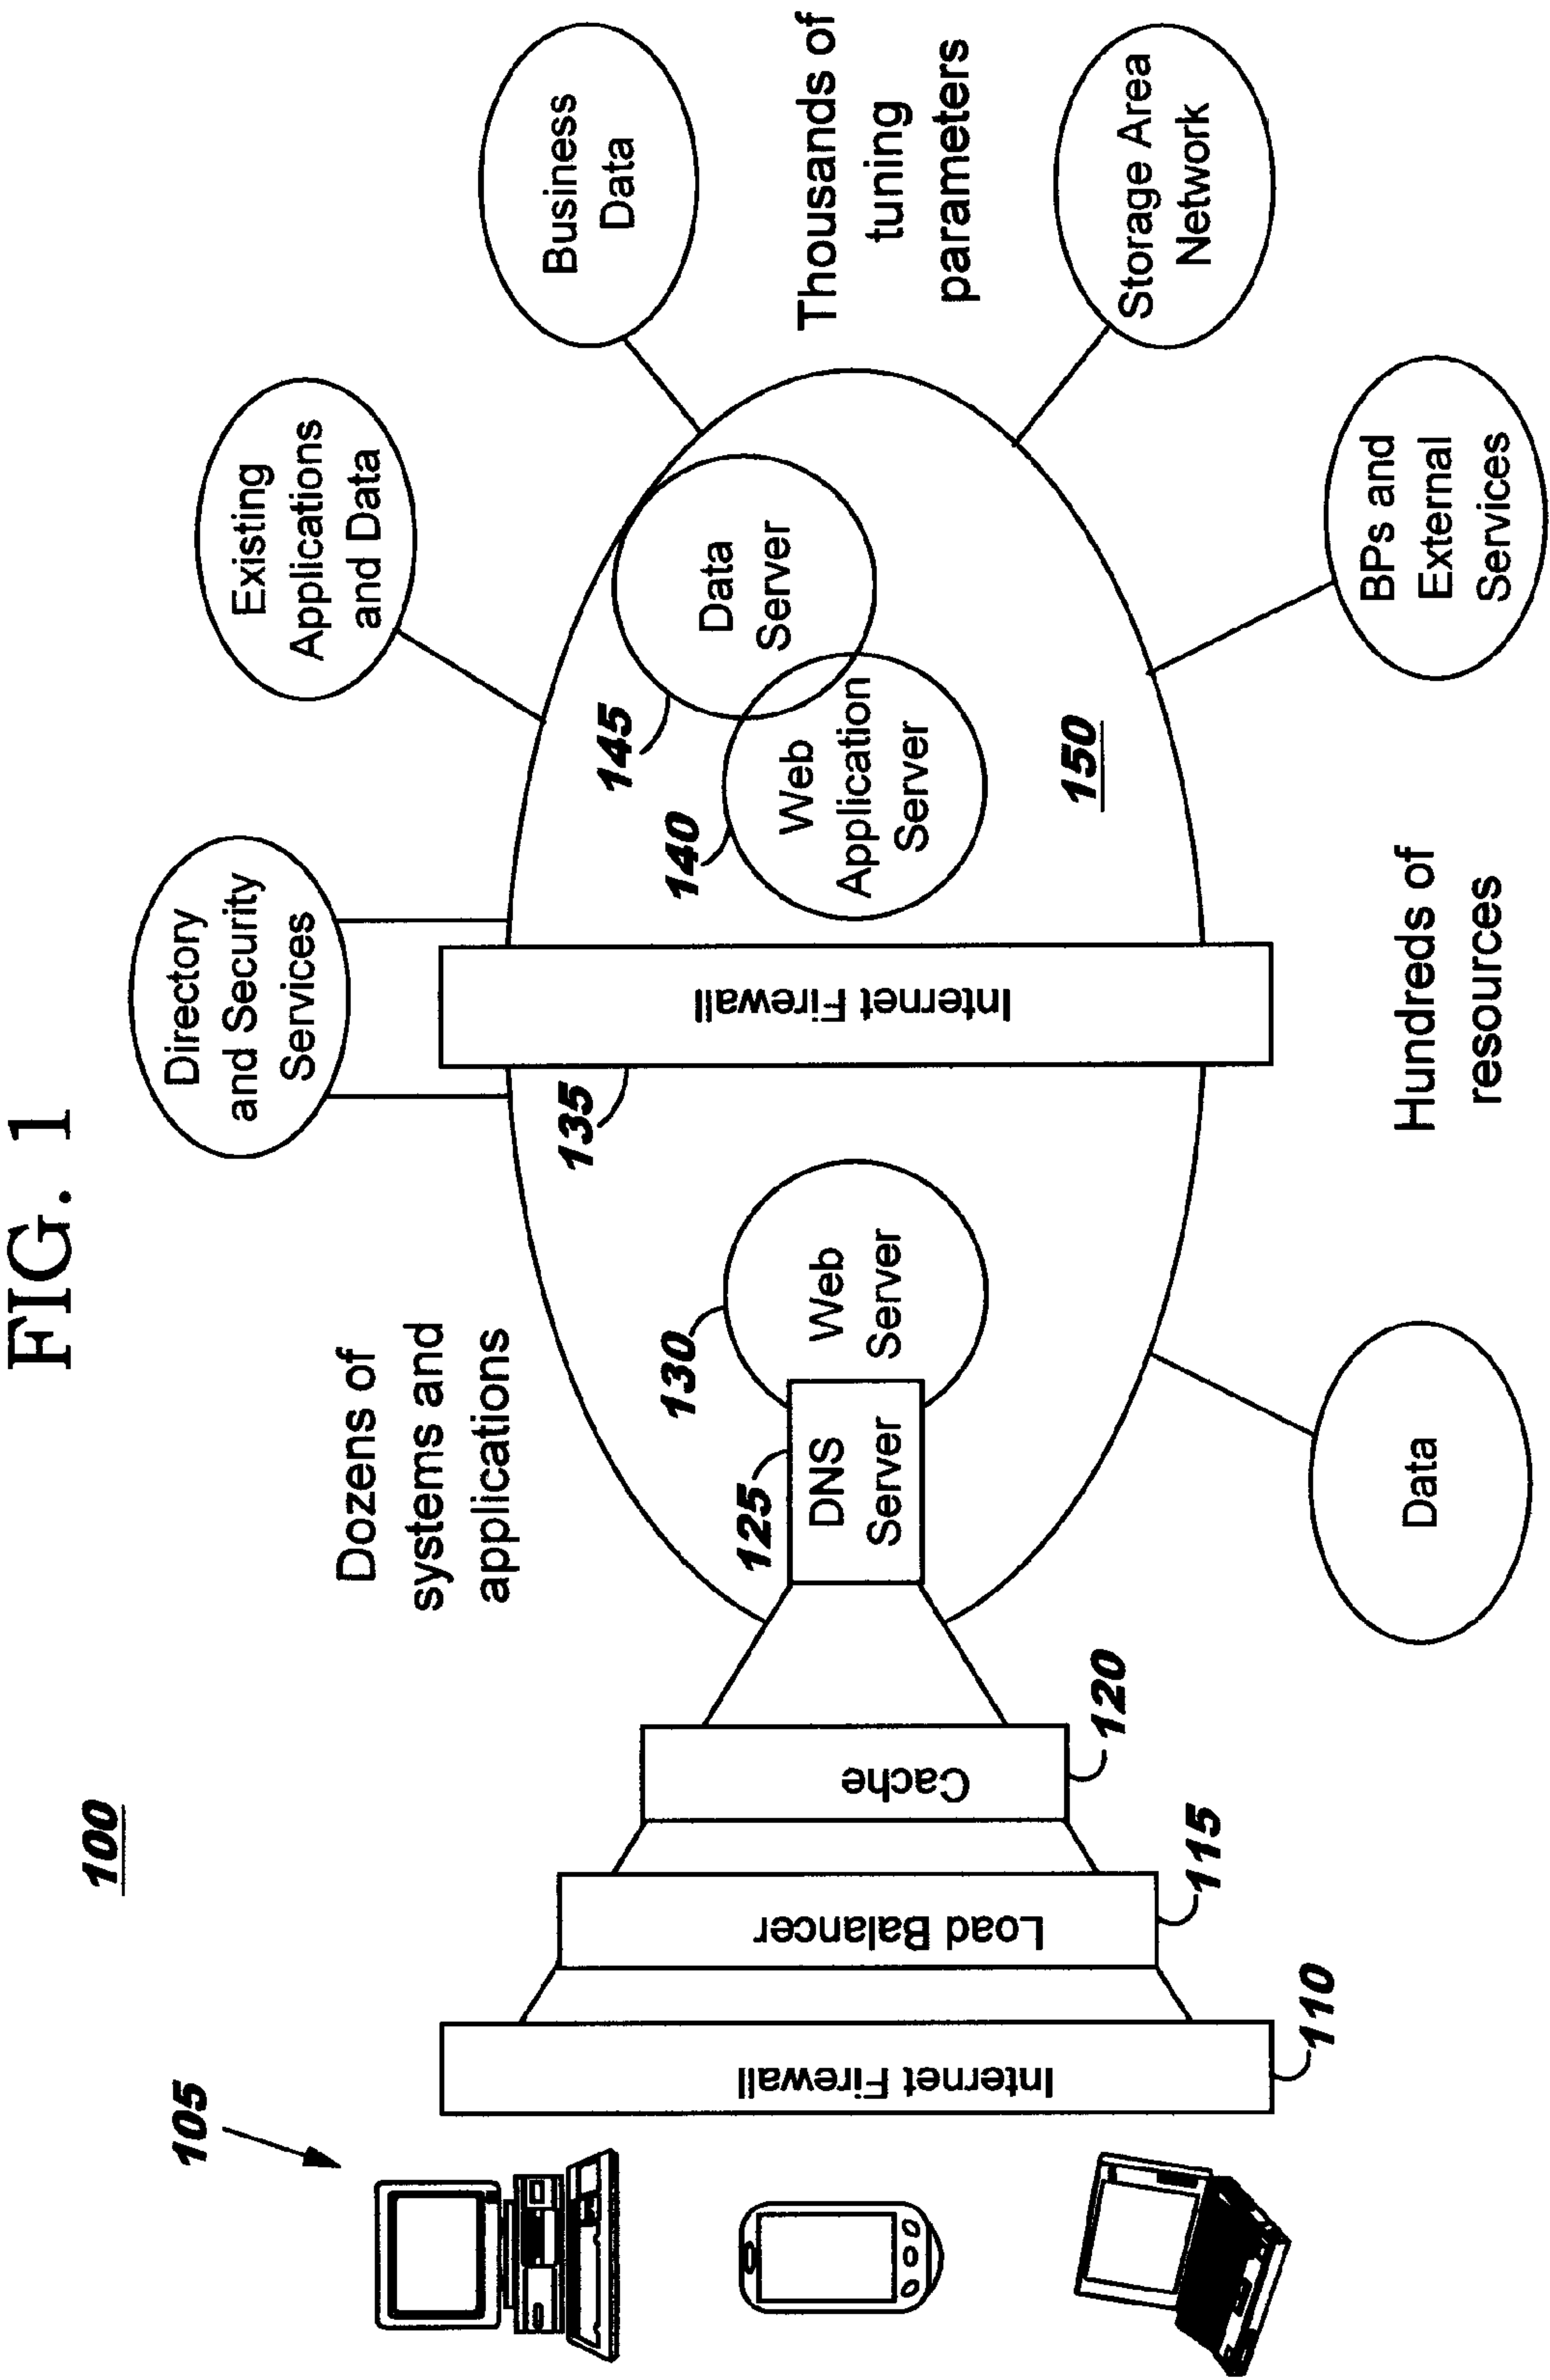 FIG. 1
100
105
Internet Firewall
110
Load Balancer
115
Cache
120
Dozens of
systems and
applications
DNS
Server
125
Web
Server
130
Data
Internet Firewall
135
Directory
and Security
Services
Web
Application
Server
140
Data
Server
145
150
Existing
Applications
and Data
Business
Data
Thousands of
tuning
parameters
Storage Area
Network
BPs and
External
Services
Hundreds of
resources